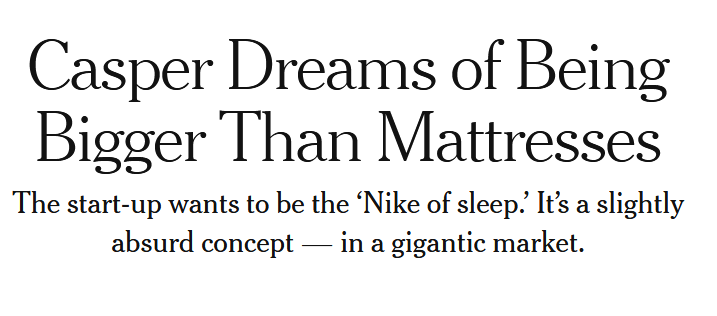 Casper Dreams of Being
Bigger Than Mattresses
The start-up wants to be the ‘Nike of sleep.’ It’s a slightly
absurd concept — in a gigantic market.